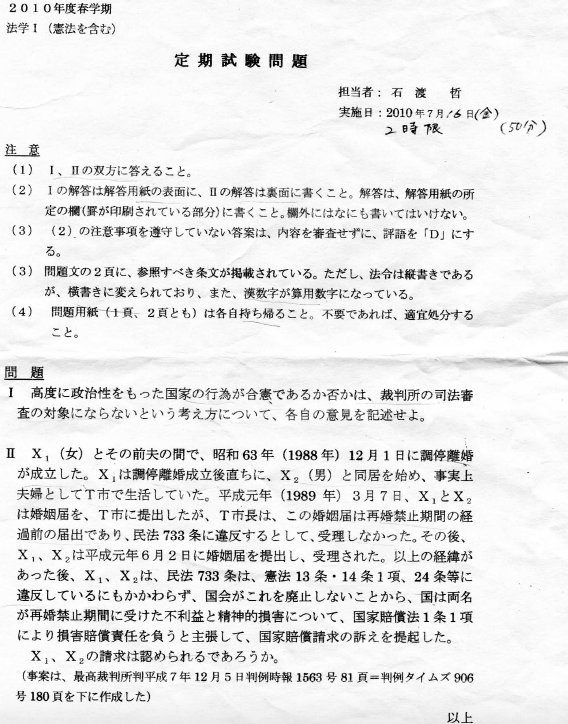 ２０１０年度春学期
法学Ⅰ（憲法を含む）
定期試験問題
担当者：石　渡　　哲
実施日：2010年7月16日(金)
2時限　　（50分）
注　意
（１）　Ⅰ、Ⅱの双方に答えること。
（２）　Ⅰの解答は解答用紙の表面に、Ⅱの解答は裏面に書くこと。解答は、解答用紙の所
定の欄(罫が印刷されている部分)に書くこと。欄外にはなにも書いてはいけない。
（３）　（２）の注意事項を遵守していない答案は、内容を審査せずに、評語を「D」にす
る。
（３）　問題文の２頁に、参照すべき条文が掲載されている。ただし、法令は縦書きである
が、横書きに変えられており、また、漢数字が算用数字になっている。
（４）　問題用紙（１頁、２頁とも）は各自持ち帰ること。不要であれば、適宜処分する
こと。
問　題
Ⅰ　高度に政治性をもった国家の行為が合憲であるか否かは、裁判所の司法審
査の対象にならないという考え方について、各自の意見を記述せよ。
Ⅱ　X₁（女）とその前夫の間で、昭和63年（1988年）12月1日に調停離婚
が成立した。X₁は調停離婚成立後直ちに、X₂（男）と同居を始め、事実上
夫婦としてT市で生活していた。平成元年（1989年）3月7日、X₁とX₂
は婚姻届を、T市に提出したが、T市長は、この婚姻届は再婚禁止期間の経
過前の届出であり、民法733条に違反するとして、受理しなかった。その後、
X₁、X₂は平成元年6月2日に婚姻届を提出し、受理された。以上の経緯が
あった後、X₁、X₂は、民法733条は、憲法13条・14条1項、24条等に
違反しているにもかかわらず、国会がこれを廃止しないことから、国は両名
が再婚禁止期間に受けた不利益と精神的損害について、国家賠償法1条1項
により損害賠償責任を負うと主張して、国家賠償請求の訴えを提起した。
X₁、X₂の請求は認められるであろうか。
（事案は、最高裁判所判平成7年12月5日判例時報1563号81頁＝判例タイムズ906
号180頁を下に作成した）
以上